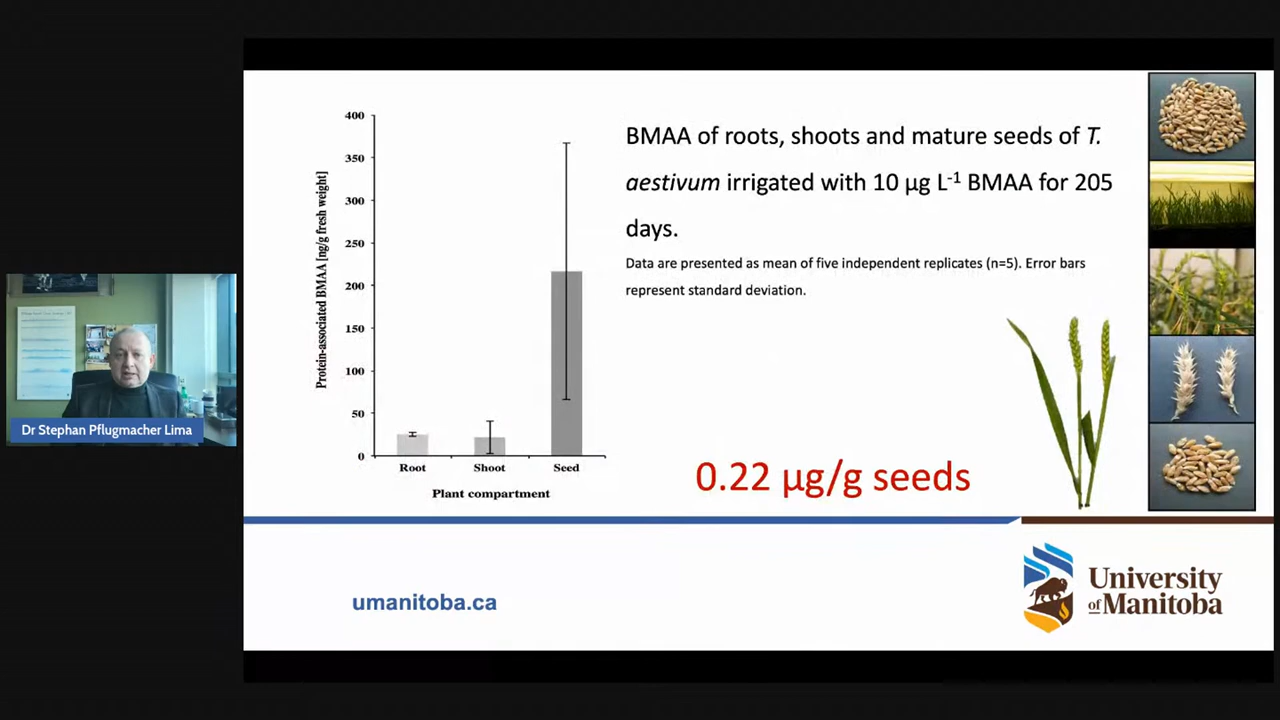 400
350
300
250
200
150
100
50
0
Protein-associated BMAA [ng/g fresh weight]
Root Shoot Seed
Plant compartment
BMAA of roots, shoots and mature seeds of T.
aestivum irrigated with 10 µg L-1 BMAA for 205
days.
Data are presented as mean of five independent replicates (n=5). Error bars
represent standard deviation.
0.22 µg/g seeds
Dr Stephan Pflugmacher Lima
umanitoba.ca
University
of Manitoba